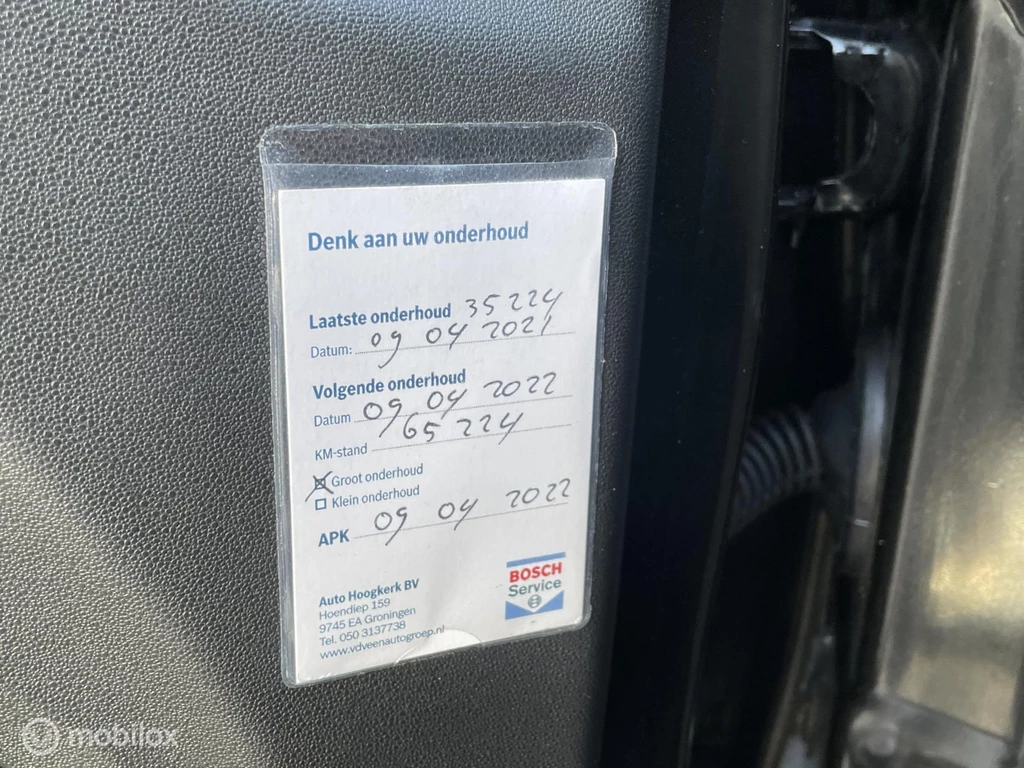 Denk aan uw onderhoud
Laatste onderhoud 35224
Datum: 09 04 2021
Volgende onderhoud
Datum 09 04 2022
KM-stand 65 224
Groot onderhoud
Klein onderhoud
APK 09 04 2022
Auto Hoogkerk BV
Hoendiep 159
9745 EA Groningen
Tel. 050 3137738
www.vdveenautogroep.nl
BOSCH
Service
mobilox